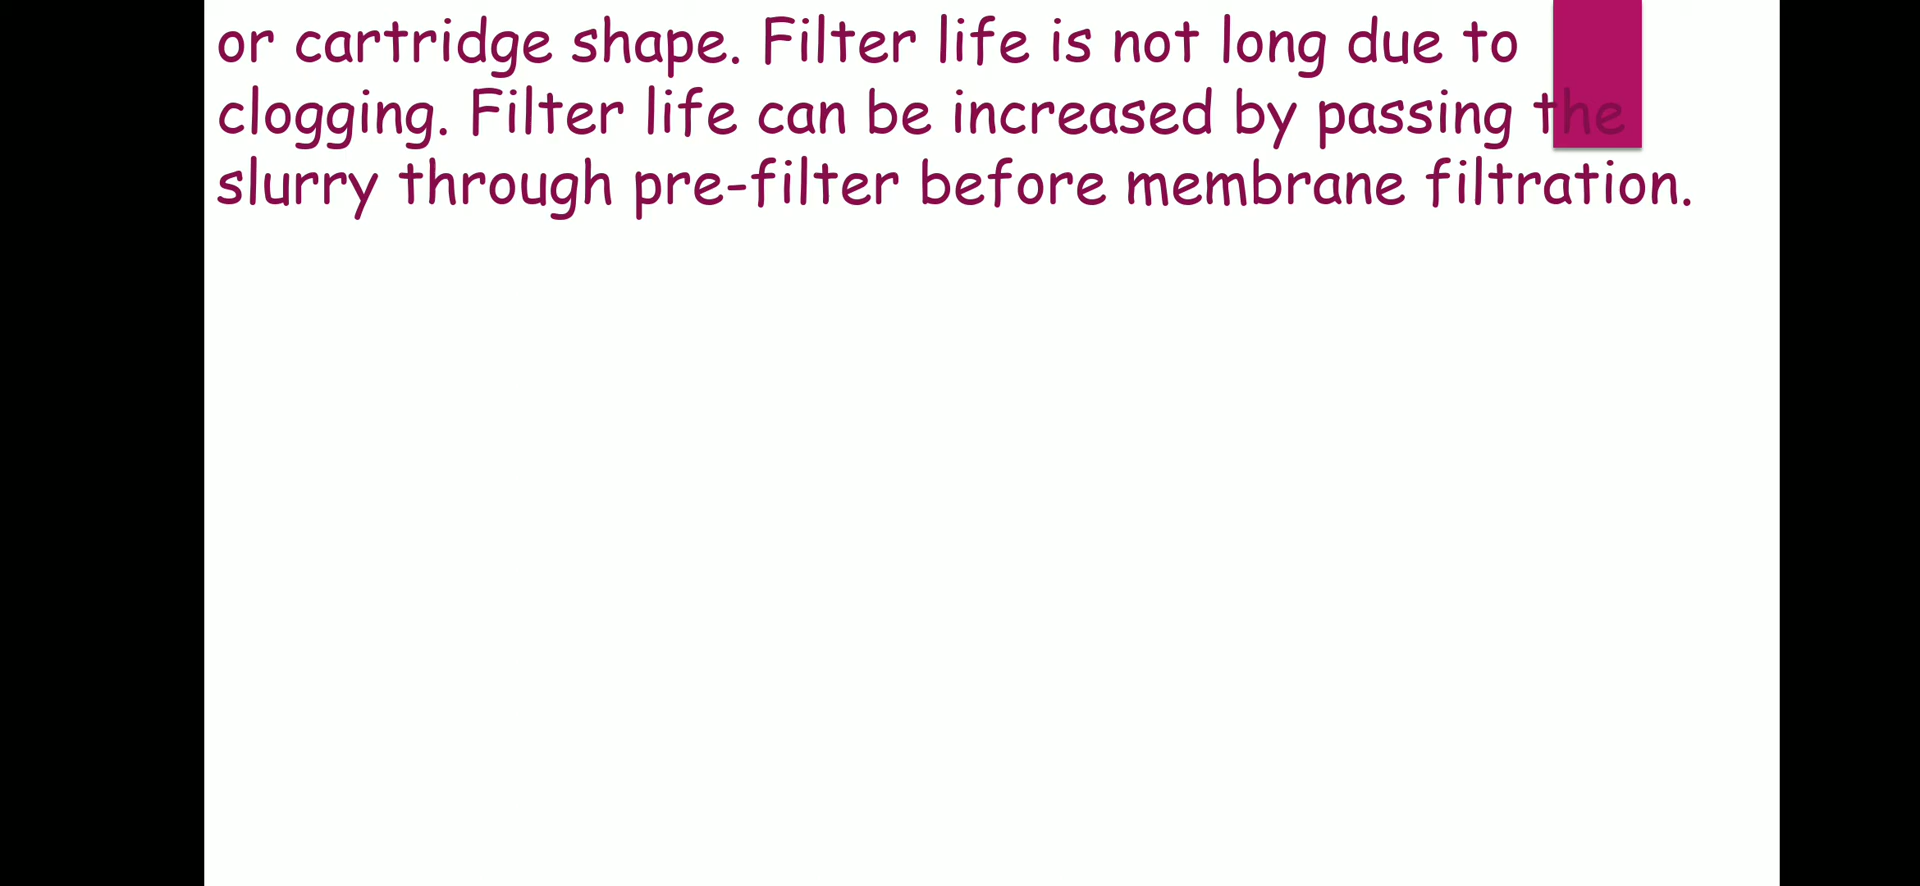 or cartridge shape. Filter life is not long due to
clogging. Filter life can be increased by passing the
slurry through pre-filter before membrane filtration.